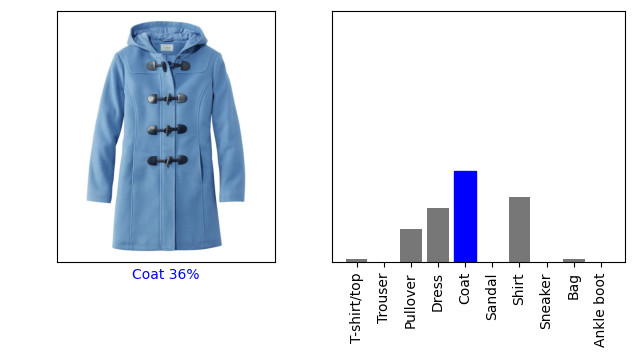 Coat 36%
T-shirt/top
Trouser
Pullover
Dress
Coat
Sandal
Shirt
Sneaker
Bag
Ankle boot